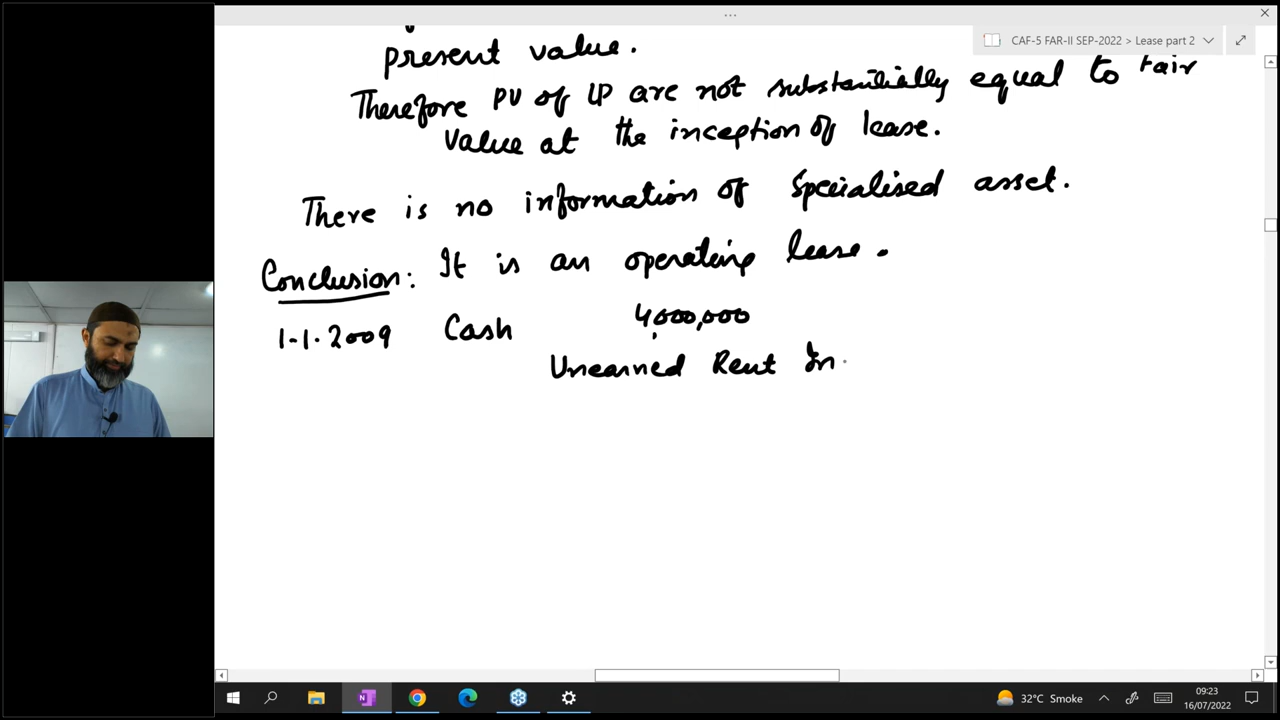 ...
CAF-5 FAR-II SEP-2022 > Lease part 2
present value.
Therefore PV of LP are not substantially equal to Fair
value at the inception of lease.
There is no information of specialised asset.
Conclusion: It is an operating lease.
1.1.2009 Cash 4,000,000
Unearned Rent In
32°C Smoke
09:23
16/07/2022